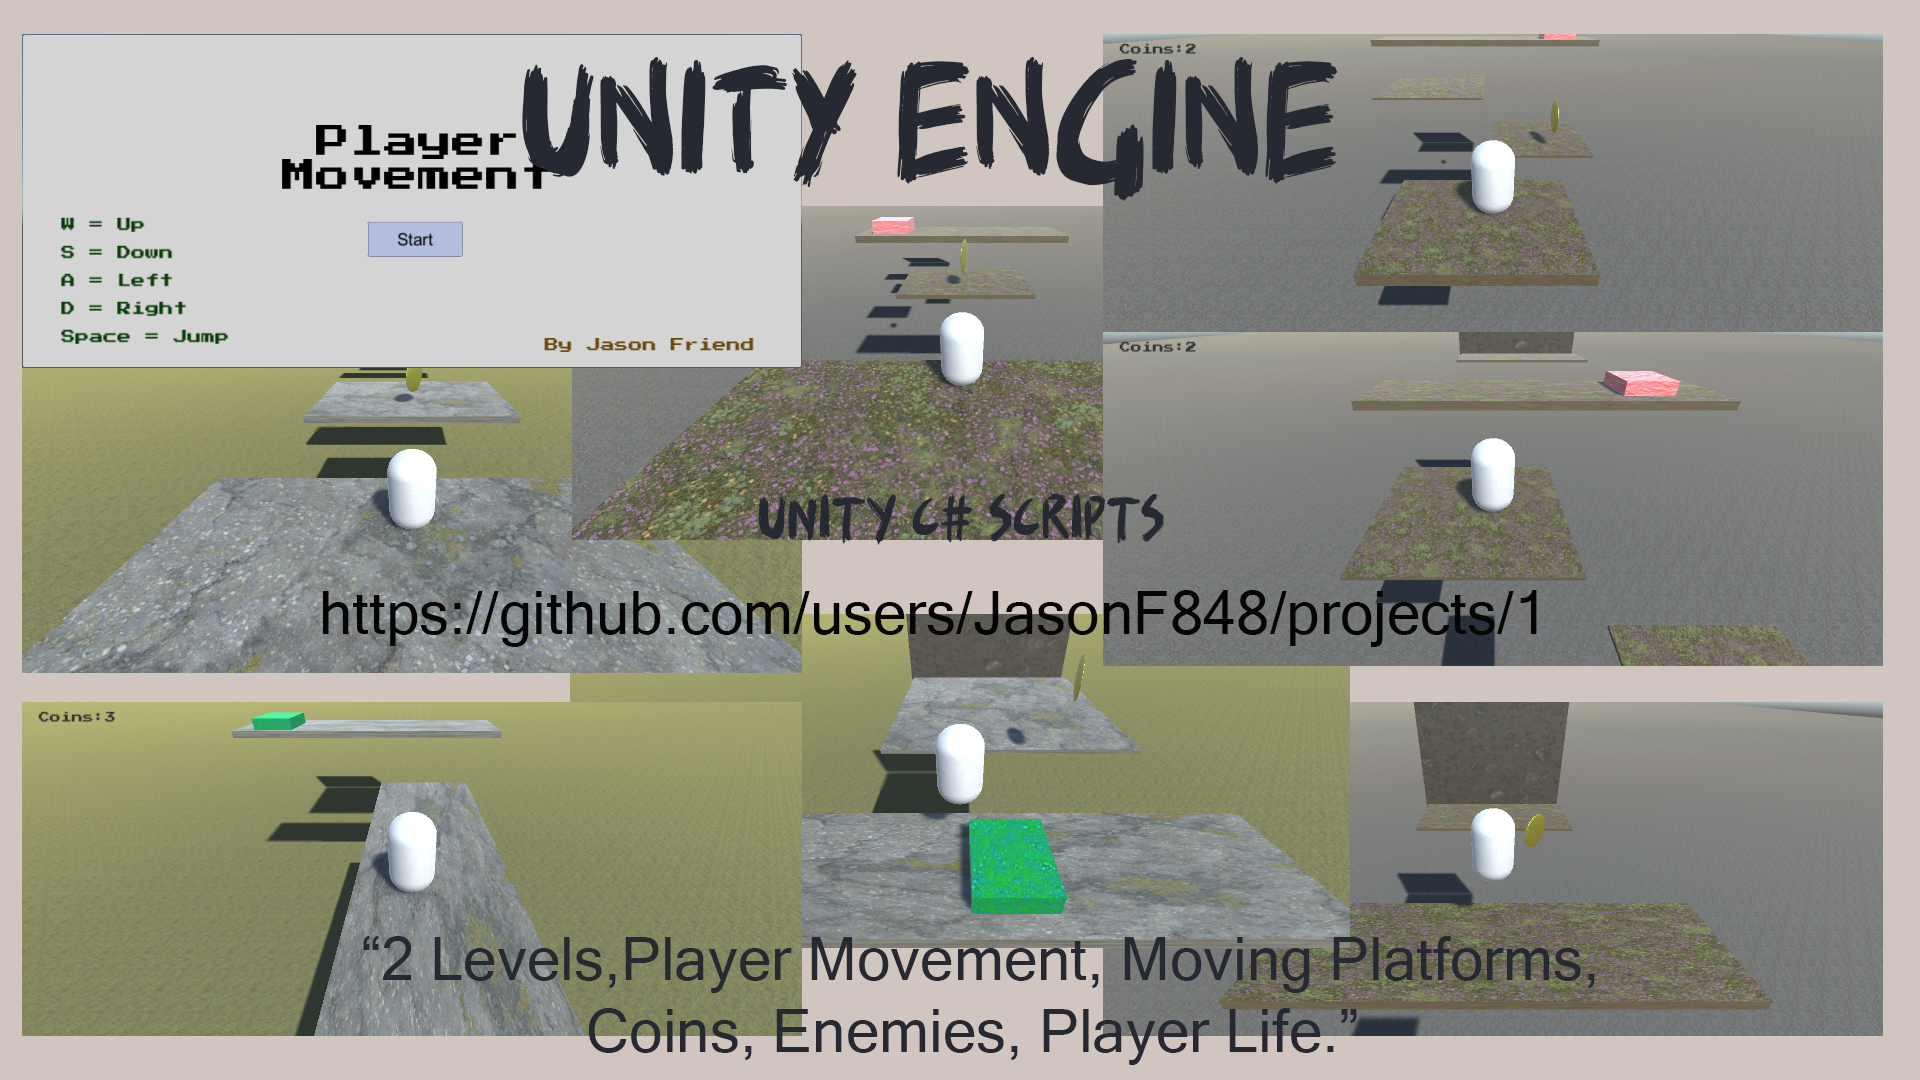 UNITY ENGINE
Player
Movement
W = Up
S = Down
A = Left
D = Right
Space = Jump
Start
By Jason Friend
Coins:2
Coins:2
UNITY C# SCRIPTS
https://github.com/users/JasonF848/projects/1
Coins:3
“2 Levels,Player Movement, Moving Platforms,
Coins, Enemies, Player Life.”